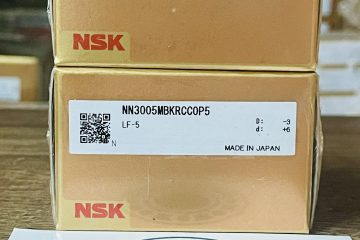 NSK
NN3005MBKRCC0P5
LF-5
D: -3
d: +6
N
MADE IN JAPAN
NSK